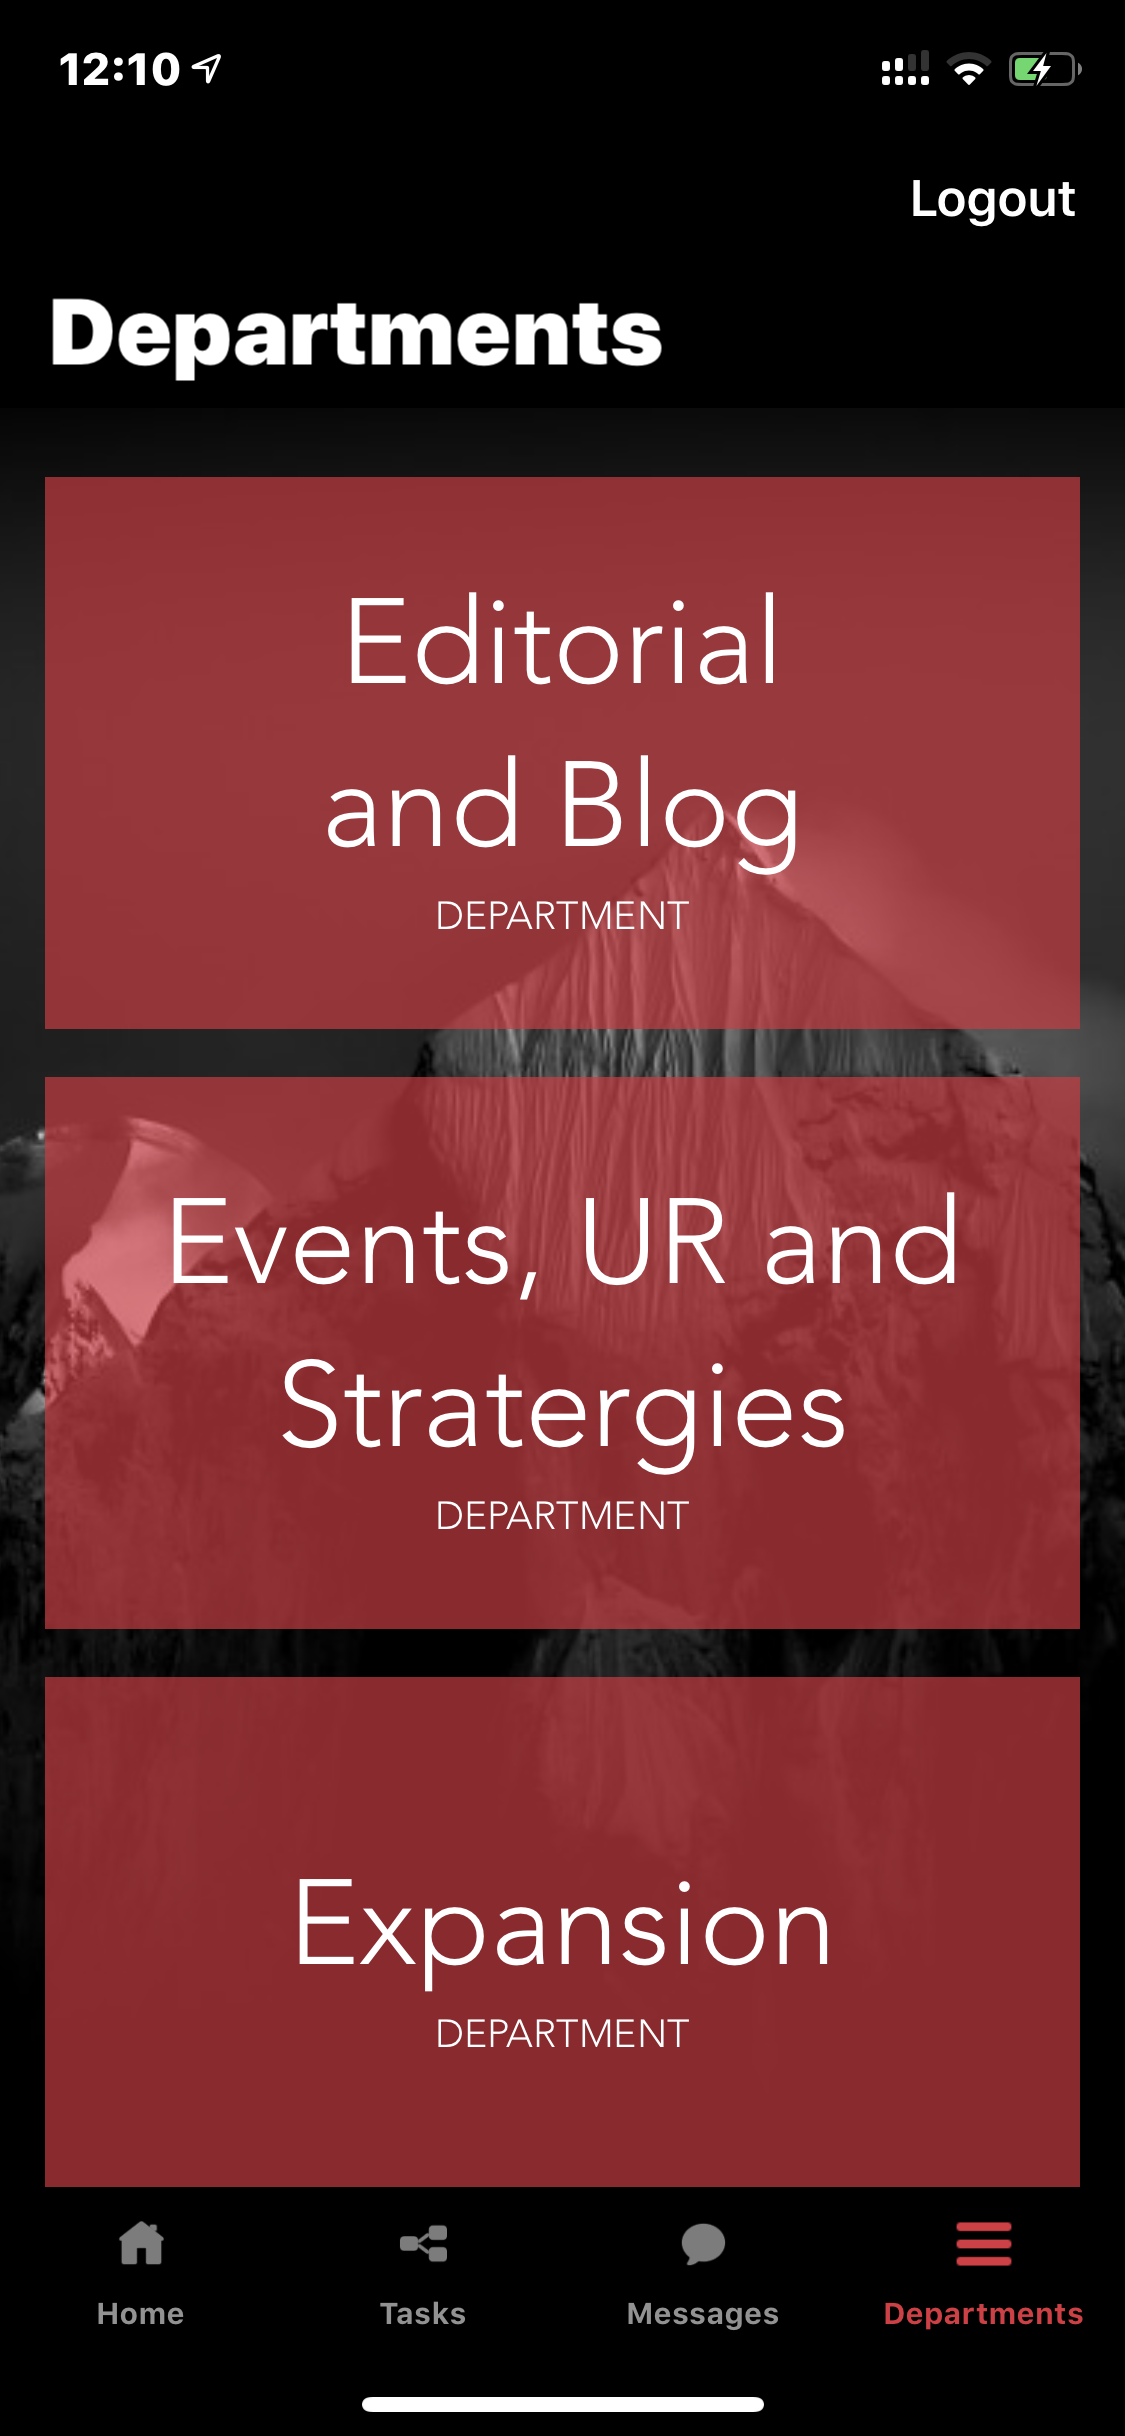 12:10
Logout
Departments
Editorial
and Blog
DEPARTMENT
Events, UR and
Stratergies
DEPARTMENT
Expansion
DEPARTMENT
Home
Tasks
Messages
Departments